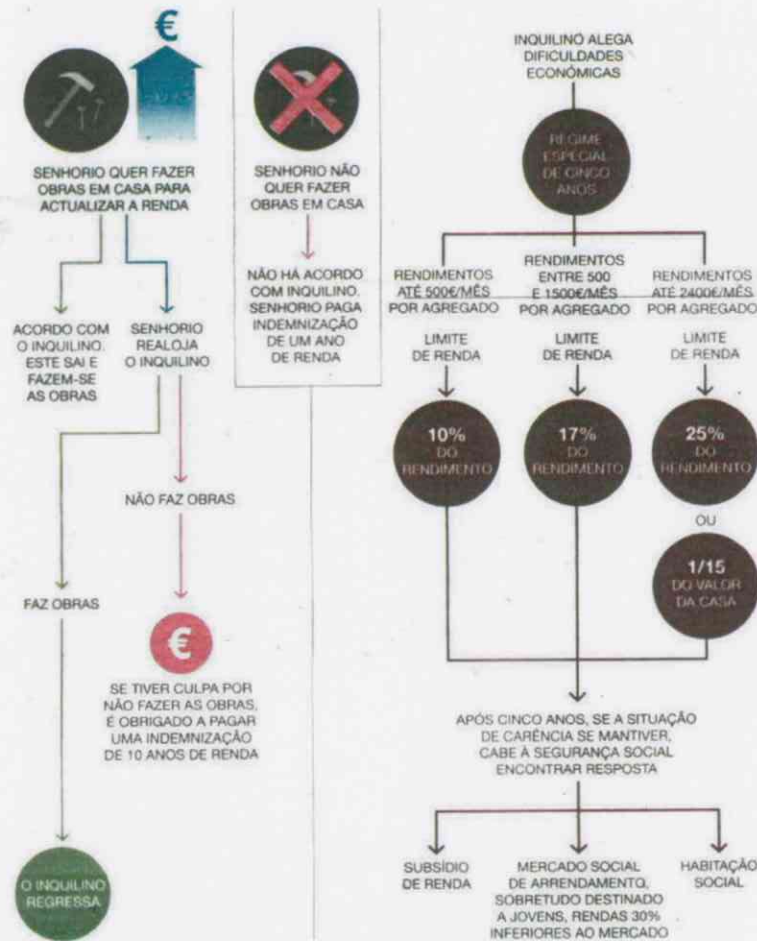 €
SENHORIO QUER FAZER
OBRAS EM CASA PARA
ACTUALIZAR A RENDA
ACORDO COM
O INQUILINO.
ESTE SAI E
FAZEM-SE
AS OBRAS
SENHORIO
REALOJA
O INQUILINO
NÃO FAZ OBRAS
FAZ OBRAS
€
SE TIVER CULPA POR
NÃO FAZER AS OBRAS,
É OBRIGADO A PAGAR
UMA INDEMNIZAÇÃO
DE 10 ANOS DE RENDA
O INQUILINO
REGRESSA
SENHORIO NÃO
QUER FAZER
OBRAS EM CASA
NÃO HÁ ACORDO
COM INQUILINO.
SENHORIO PAGA
INDEMNIZAÇÃO
DE UM ANO
DE RENDA
INQUILINO ALEGA
DIFICULDADES
ECONÓMICAS
REGIME
ESPECIAL
DE CINCO
ANOS
RENDIMENTOS
ATÉ 500€/MÊS
POR AGREGADO
LIMITE
DE RENDA
10%
DO
RENDIMENTO
RENDIMENTOS
ENTRE 500
E 1500€/MÊS
POR AGREGADO
LIMITE
DE RENDA
17%
DO
RENDIMENTO
RENDIMENTOS
ATÉ 2400€/MÊS
POR AGREGADO
LIMITE
DE RENDA
25%
DO
RENDIMENTO
OU
1/15
DO VALOR
DA CASA
APÓS CINCO ANOS, SE A SITUAÇÃO
DE CARÊNCIA SE MANTIVER,
CABE À SEGURANÇA SOCIAL
ENCONTRAR RESPOSTA
SUBSÍDIO
DE RENDA
MERCADO SOCIAL
DE ARRENDAMENTO,
SOBRETUDO DESTINADO
A JOVENS, RENDAS 30%
INFERIORES AO MERCADO
HABITAÇÃO
SOCIAL